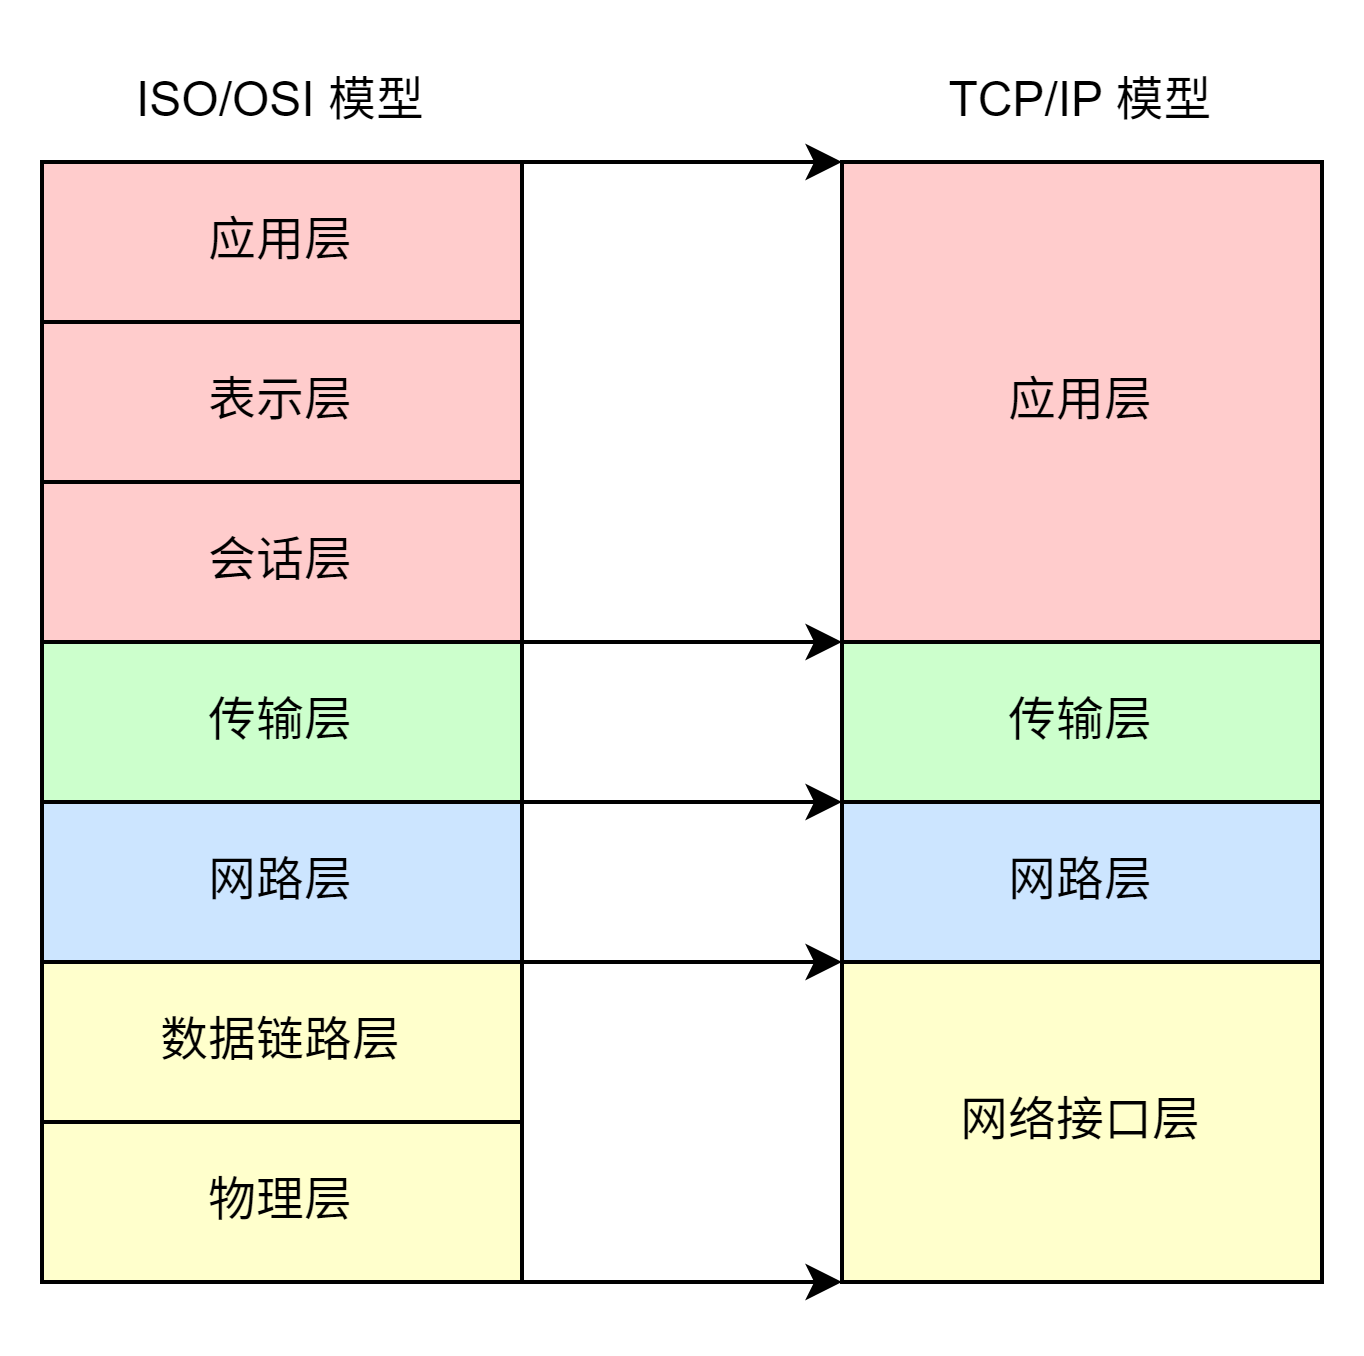 ISO/OSI 模型
TCP/IP 模型
应用层
表示层
会话层
传输层
网路层
数据链路层
物理层
应用层
传输层
网路层
网络接口层